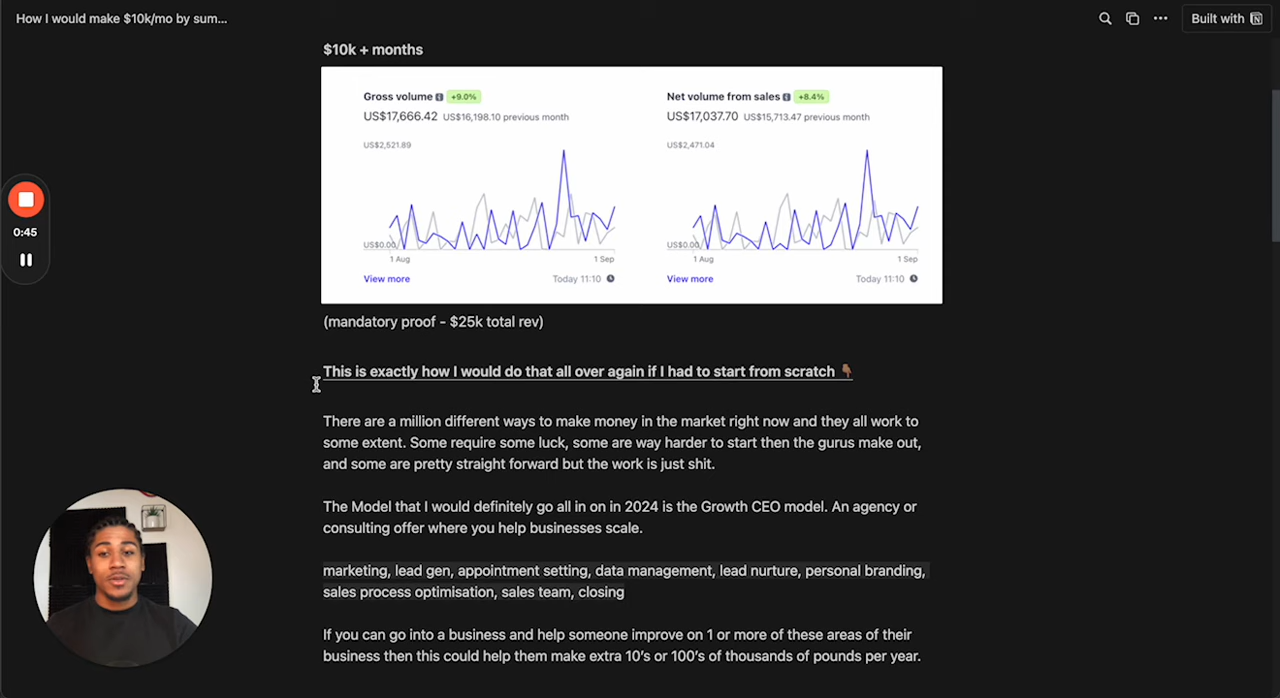 How I would make $10k/mo by sum...
Built with
$10k + months
Gross volume +9.0%
US$17,666.42 US$16,198.10 previous month
US$2,521.89
US$0.00
1 Aug 1 Sep
View more Today 11:10
Net volume from sales +8.4%
US$17,037.70 US$15,713.47 previous month
US$2,471.04
US$0.00
1 Aug 1 Sep
View more Today 11:10
0:45
(mandatory proof - $25k total rev)
This is exactly how I would do that all over again if I had to start from scratch 👇🏾
There are a million different ways to make money in the market right now and they all work to
some extent. Some require some luck, some are way harder to start then the gurus make out,
and some are pretty straight forward but the work is just shit.
The Model that I would definitely go all in on in 2024 is the Growth CEO model. An agency or
consulting offer where you help businesses scale.
marketing, lead gen, appointment setting, data management, lead nurture, personal branding,
sales process optimisation, sales team, closing
If you can go into a business and help someone improve on 1 or more of these areas of their
business then this could help them make extra 10's or 100's of thousands of pounds per year.